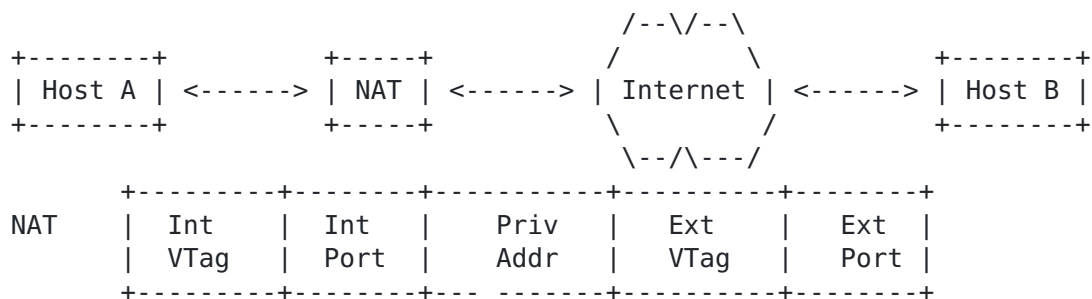 /--\/--\
+--------+          +-----+             /        \           +--------+
| Host A | <------> | NAT | <------> | Internet | <------> | Host B |
+--------+          +-----+             \        /           +--------+
                                         \--/\---/
       +---------+--------+-----------+----------+--------+
NAT    |  Int    |  Int   |    Priv   |   Ext    |   Ext  |
       |  VTag   |  Port  |    Addr   |   VTag   |   Port |
       +---------+--------+--- -------+----------+--------+